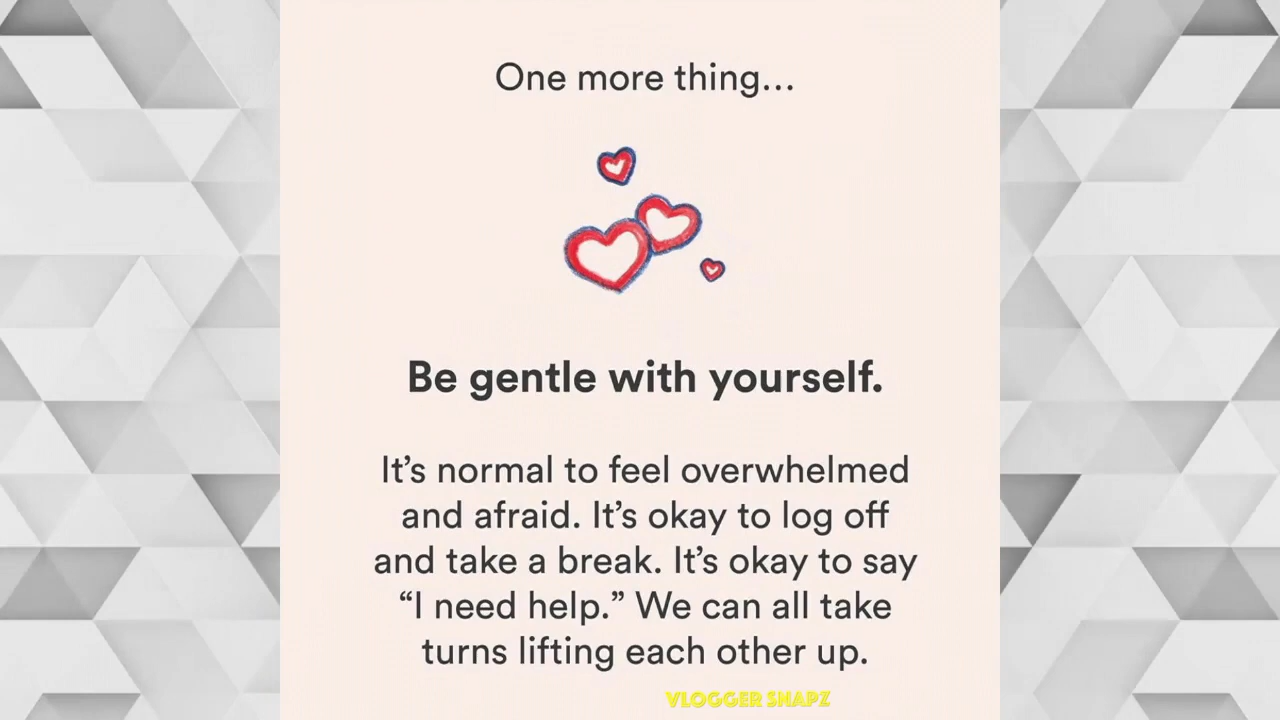 One more thing...
Be gentle with yourself.
It’s normal to feel overwhelmed
and afraid. It’s okay to log off
and take a break. It’s okay to say
“I need help.” We can all take
turns lifting each other up.
VLOGGER SNAPZ